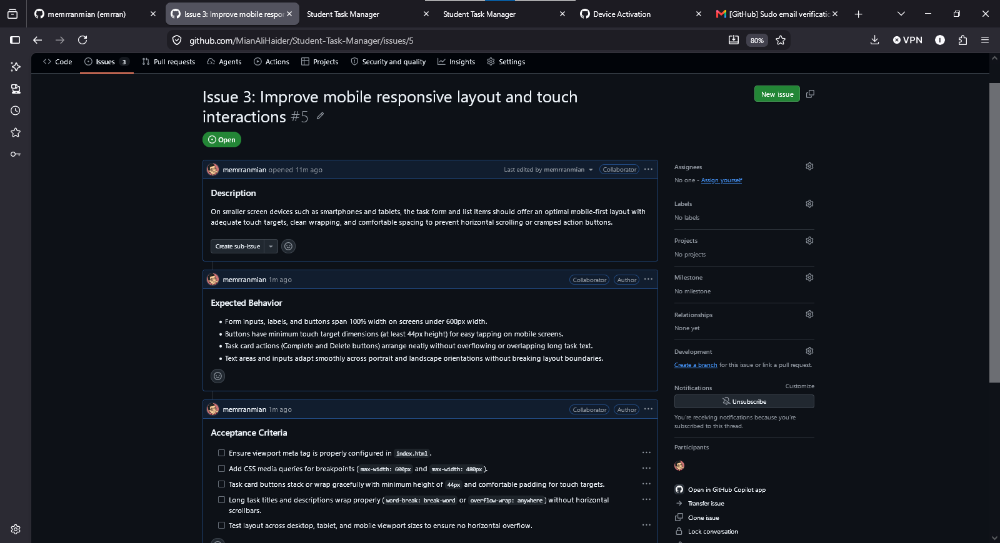 memrranmian (emrran)
Issue 3: Improve mobile respo
Student Task Manager
Student Task Manager
Device Activation
[GitHub] Sudo email verificatio
github.com/MianAliHaider/Student-Task-Manager/issues/5
80%
VPN
Code
Issues 3
Pull requests
Agents
Actions
Projects
Security and quality
Insights
Settings
Issue 3: Improve mobile responsive layout and touch
interactions #5
New issue
Open
memrranmian opened 11m ago
Last edited by memrranmian
Collaborator
Description
On smaller screen devices such as smartphones and tablets, the task form and list items should offer an optimal mobile-first layout with
adequate touch targets, clean wrapping, and comfortable spacing to prevent horizontal scrolling or cramped action buttons.
Create sub-issue
memrranmian 1m ago
Collaborator
Author
Expected Behavior
• Form inputs, labels, and buttons span 100% width on screens under 600px width.
• Buttons have minimum touch target dimensions (at least 44px height) for easy tapping on mobile screens.
• Task card actions (Complete and Delete buttons) arrange neatly without overflowing or overlapping long task text.
• Text areas and inputs adapt smoothly across portrait and landscape orientations without breaking layout boundaries.
memrranmian 1m ago
Collaborator
Author
Acceptance Criteria
Ensure viewport meta tag is properly configured in index.html.
Add CSS media queries for breakpoints (max-width: 600px and max-width: 480px).
Task card buttons stack or wrap gracefully with minimum height of 44px and comfortable padding for touch targets.
Long task titles and descriptions wrap properly (word-break: break-word or overflow-wrap: anywhere) without horizontal
scrollbars.
Test layout across desktop, tablet, and mobile viewport sizes to ensure no horizontal overflow.
Assignees
No one - Assign yourself
Labels
No labels
Projects
No projects
Milestone
No milestone
Relationships
None yet
Development
Create a branch for this issue or link a pull request.
Notifications
Customize
Unsubscribe
You're receiving notifications because you're
subscribed to this thread.
Participants
Open in GitHub Copilot app
Transfer issue
Clone issue
Lock conversation